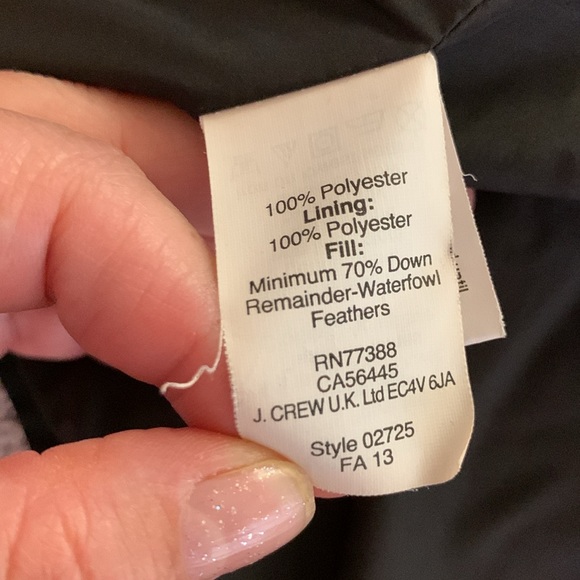 100% Polyester
Lining:
100% Polyester
Fill:
Minimum 70% Down
Remainder-Waterfowl
Feathers
RN77388
CA56445
J. CREW U.K. Ltd EC4V 6JA
Style 02725
FA 13